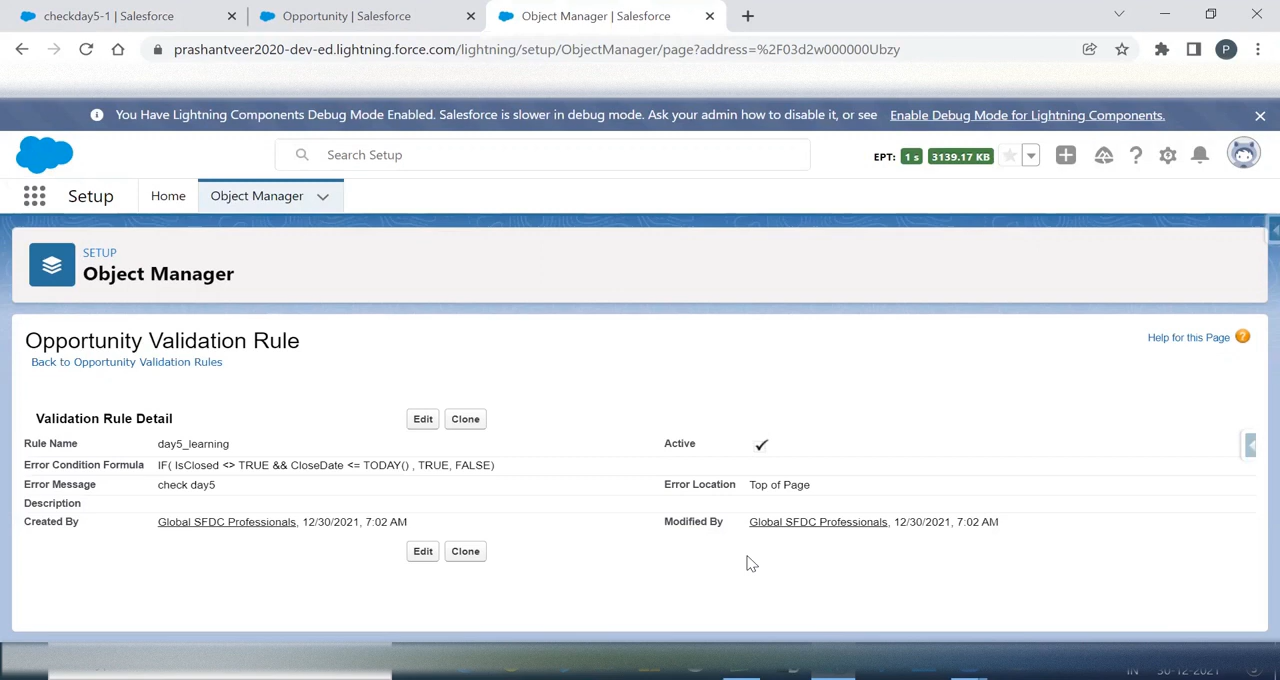 checkday5-1 | Salesforce
Opportunity | Salesforce
Object Manager | Salesforce
prashantveer2020-dev-ed.lightning.force.com/lightning/setup/ObjectManager/page?address=%2F03d2w000000Ubzy
P
You Have Lightning Components Debug Mode Enabled. Salesforce is slower in debug mode. Ask your admin how to disable it, or see Enable Debug Mode for Lightning Components.
Search Setup
EPT: 1 s 3139.17 KB
Setup
Home
Object Manager
SETUP
Object Manager
Opportunity Validation Rule
Help for this Page
Back to Opportunity Validation Rules
Validation Rule Detail
Edit Clone
Rule Name day5_learning Active
Error Condition Formula IF( IsClosed <> TRUE && CloseDate <= TODAY() , TRUE, FALSE)
Error Message check day5 Error Location Top of Page
Description
Created By Global SFDC Professionals, 12/30/2021, 7:02 AM Modified By Global SFDC Professionals, 12/30/2021, 7:02 AM
Edit Clone
IN 30-12-2021